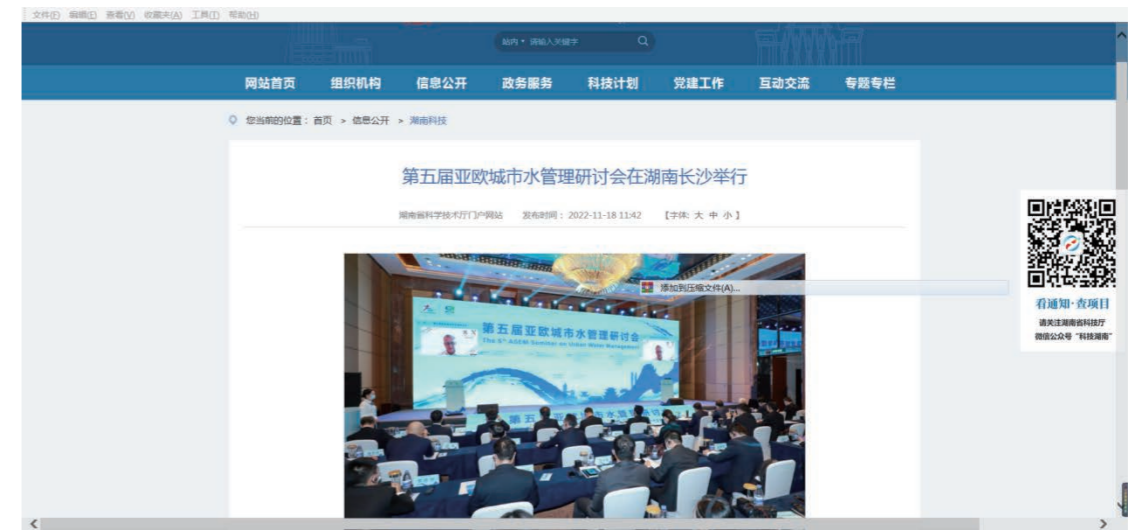 文件(F) 编辑(E) 查看(V) 收藏夹(A) 工具(T) 帮助(H)
站内 请输入关键字
网站首页 组织机构 信息公开 政务服务 科技计划 党建工作 互动交流 专题专栏
您当前的位置：首页 > 信息公开 > 湖南科技
第五届亚欧城市水管理研讨会在湖南长沙举行
湖南省科学技术厅门户网站 发布时间：2022-11-18 11:42 【字体: 大 中 小 】
添加到压缩文件(A)...
第五届亚欧城市水管理研讨会
The 5th ASEM Seminar on Urban Water Management
看通知·查项目
请关注湖南省科技厅
微信公众号“科技湖南”